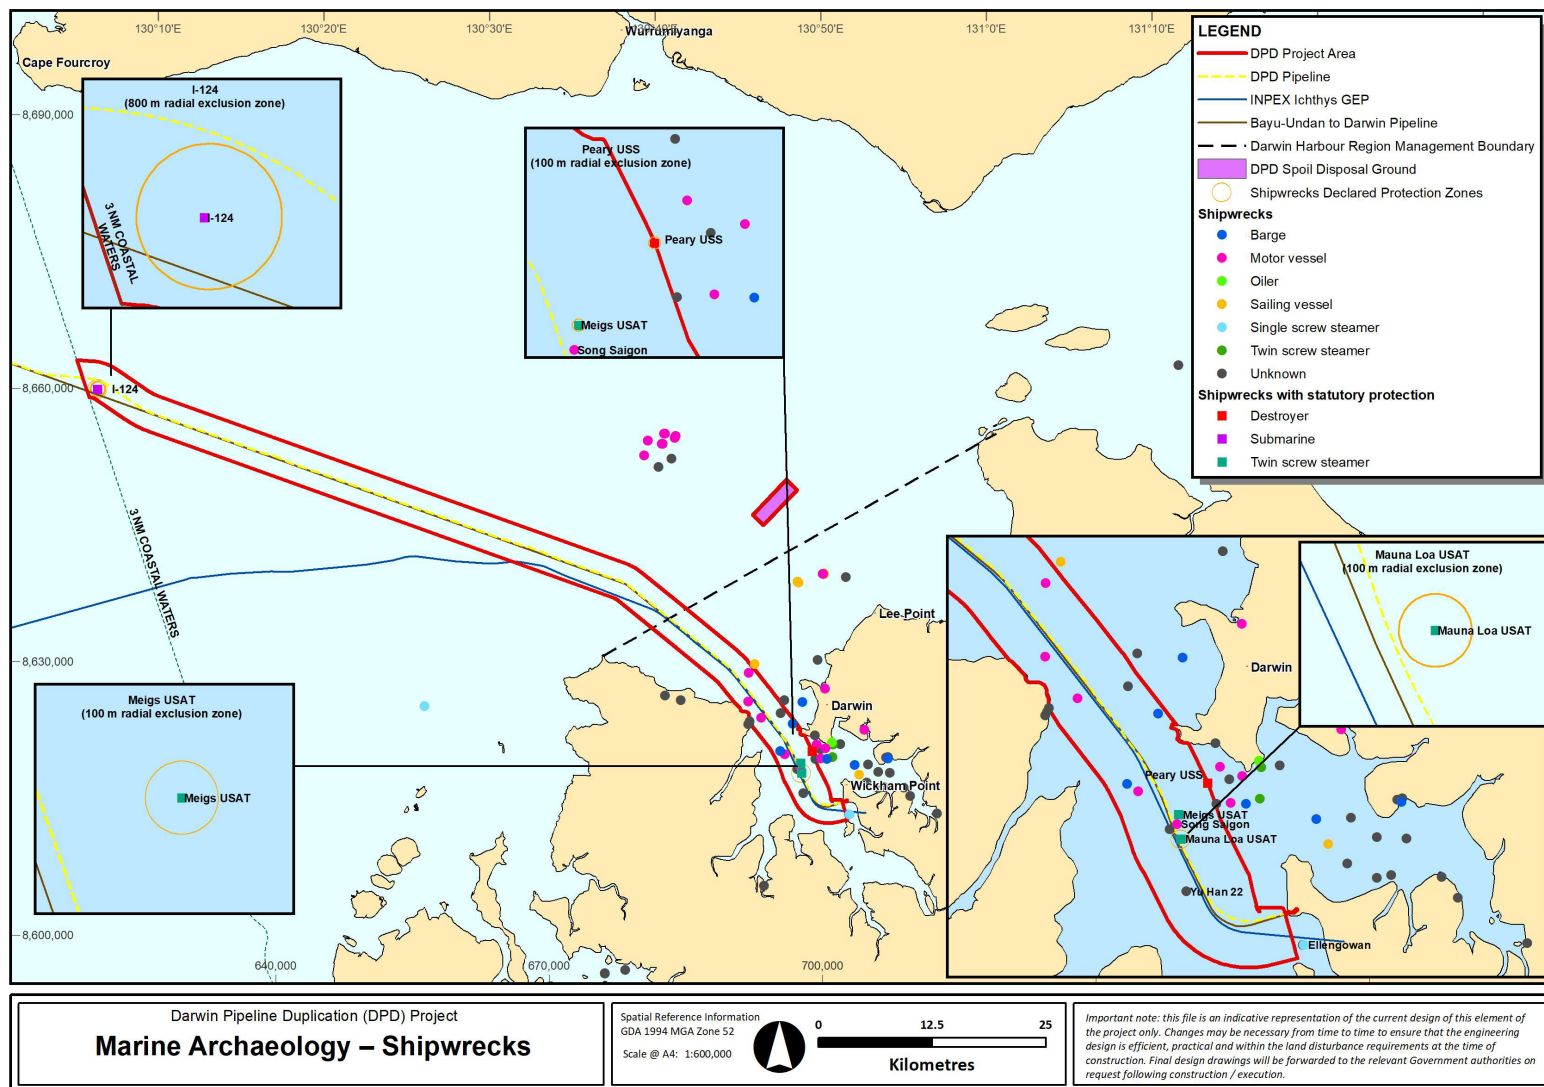 130°10'E
130°20'E
130°30'E
130°40'E
130°50'E
131°0'E
131°10'E
Wurrumiyanga
Cape Fourcroy
8,690,000
8,660,000
8,630,000
8,600,000
640,000
670,000
700,000
I-124
(800 m radial exclusion zone)
I-124
3 NM COASTAL
WATERS
Peary USS
(100 m radial exclusion zone)
Peary USS
Meigs USAT
Song Saigon
I-124
3 NM COASTAL WATERS
Lee Point
Darwin
Wickham Point
Meigs USAT
(100 m radial exclusion zone)
Meigs USAT
Darwin
Peary USS
Meigs USAT
Song Saigon
Mauna Loa USAT
Yu Han 22
Ellengowan
Mauna Loa USAT
(100 m radial exclusion zone)
Mauna Loa USAT
LEGEND
DPD Project Area
DPD Pipeline
INPEX Ichthys GEP
Bayu-Undan to Darwin Pipeline
Darwin Harbour Region Management Boundary
DPD Spoil Disposal Ground
Shipwrecks Declared Protection Zones
Shipwrecks
Barge
Motor vessel
Oiler
Sailing vessel
Single screw steamer
Twin screw steamer
Unknown
Shipwrecks with statutory protection
Destroyer
Submarine
Twin screw steamer
Darwin Pipeline Duplication (DPD) Project
Marine Archaeology – Shipwrecks
Spatial Reference Information
GDA 1994 MGA Zone 52
Scale @ A4: 1:600,000
0 12.5 25
Kilometres
Important note: this file is an indicative representation of the current design of this element of
the project only. Changes may be necessary from time to time to ensure that the engineering
design is efficient, practical and within the land disturbance requirements at the time of
construction. Final design drawings will be forwarded to the relevant Government authorities on
request following construction / execution.